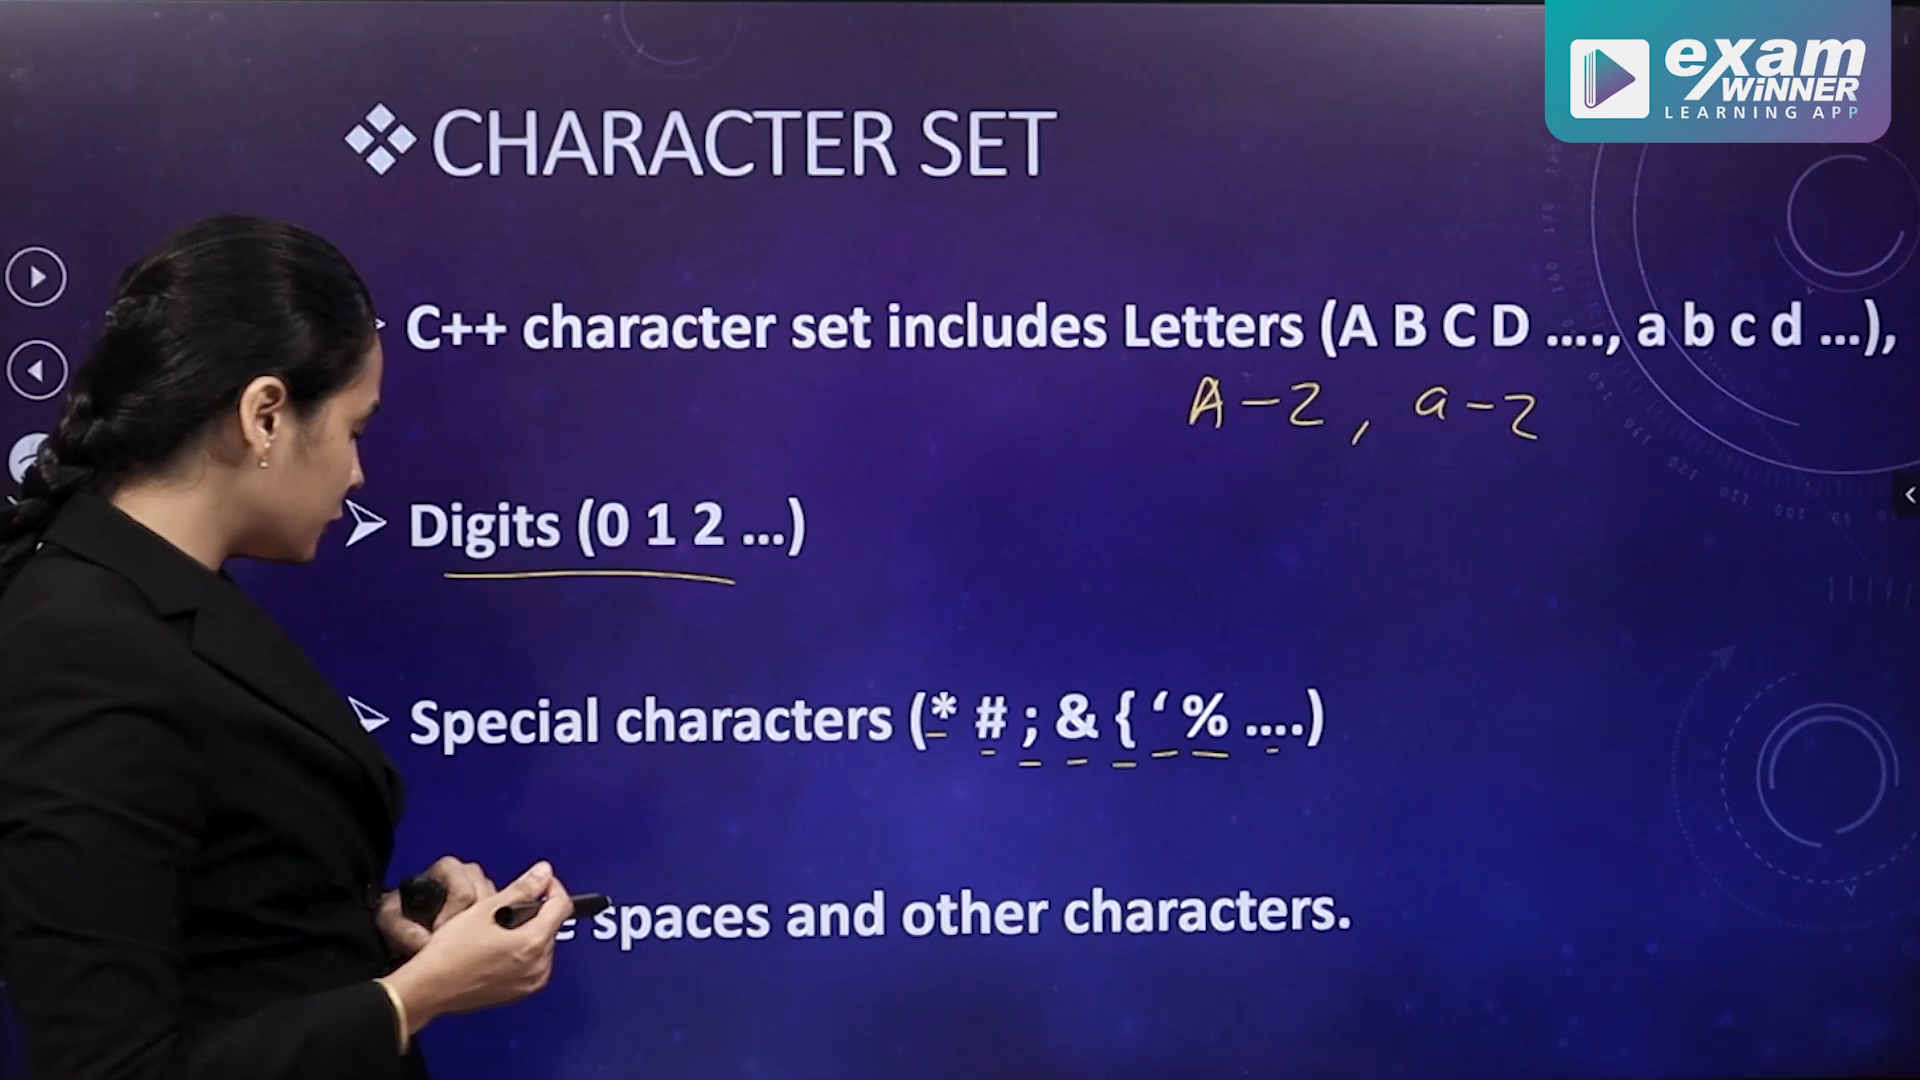 exam
WiNNER
LEARNING APP
CHARACTER SET
C++ character set includes Letters (A B C D ...., a b c d ...),
A-Z, a-z
Digits (0 1 2 ...)
Special characters (* # ; & { ‘ % ....)
spaces and other characters.